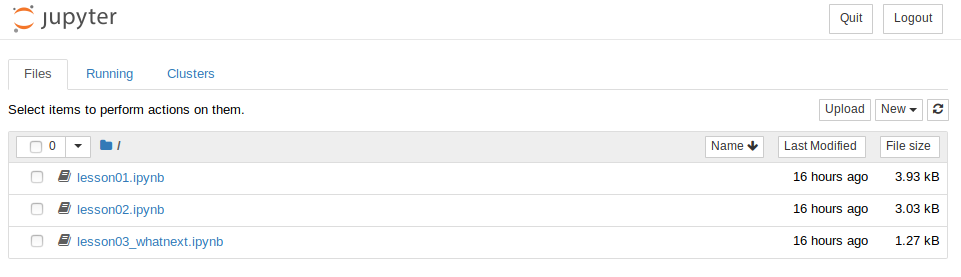 jupyter Quit Logout
Files Running Clusters
Select items to perform actions on them. Upload New
0 / Name Last Modified File size
lesson01.ipynb 16 hours ago 3.93 kB
lesson02.ipynb 16 hours ago 3.03 kB
lesson03_whatnext.ipynb 16 hours ago 1.27 kB